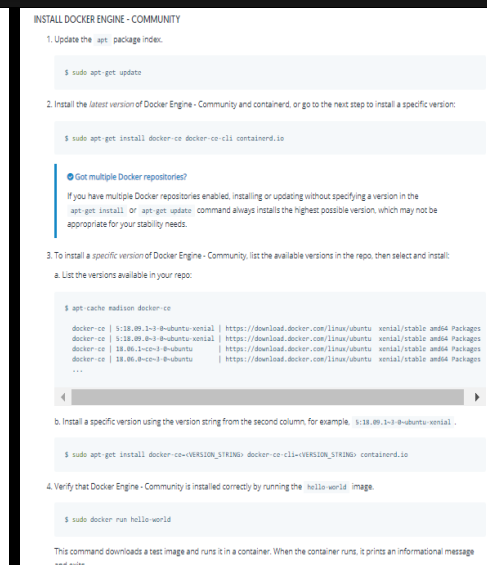 INSTALL DOCKER ENGINE - COMMUNITY
1. Update the apt package index.
$ sudo apt-get update
2. Install the latest version of Docker Engine - Community and containerd, or go to the next step to install a specific version:
$ sudo apt-get install docker-ce docker-ce-cli containerd.io
Got multiple Docker repositories?
If you have multiple Docker repositories enabled, installing or updating without specifying a version in the
apt-get install or apt-get update command always installs the highest possible version, which may not be
appropriate for your stability needs.
3. To install a specific version of Docker Engine - Community, list the available versions in the repo, then select and install:
a. List the versions available in your repo:
$ apt-cache madison docker-ce
docker-ce | 5:18.09.1~3-0~ubuntu-xenial | https://download.docker.com/linux/ubuntu xenial/stable amd64 Packages
docker-ce | 5:18.09.0~3-0~ubuntu-xenial | https://download.docker.com/linux/ubuntu xenial/stable amd64 Packages
docker-ce | 18.06.1~ce~3-0~ubuntu | https://download.docker.com/linux/ubuntu xenial/stable amd64 Packages
docker-ce | 18.06.0~ce~3-0~ubuntu | https://download.docker.com/linux/ubuntu xenial/stable amd64 Packages
...
b. Install a specific version using the version string from the second column, for example, 5:18.09.1~3-0~ubuntu-xenial .
$ sudo apt-get install docker-ce=<VERSION_STRING> docker-ce-cli=<VERSION_STRING> containerd.io
4. Verify that Docker Engine - Community is installed correctly by running the hello-world image.
$ sudo docker run hello-world
This command downloads a test image and runs it in a container. When the container runs, it prints an informational message
and exits.